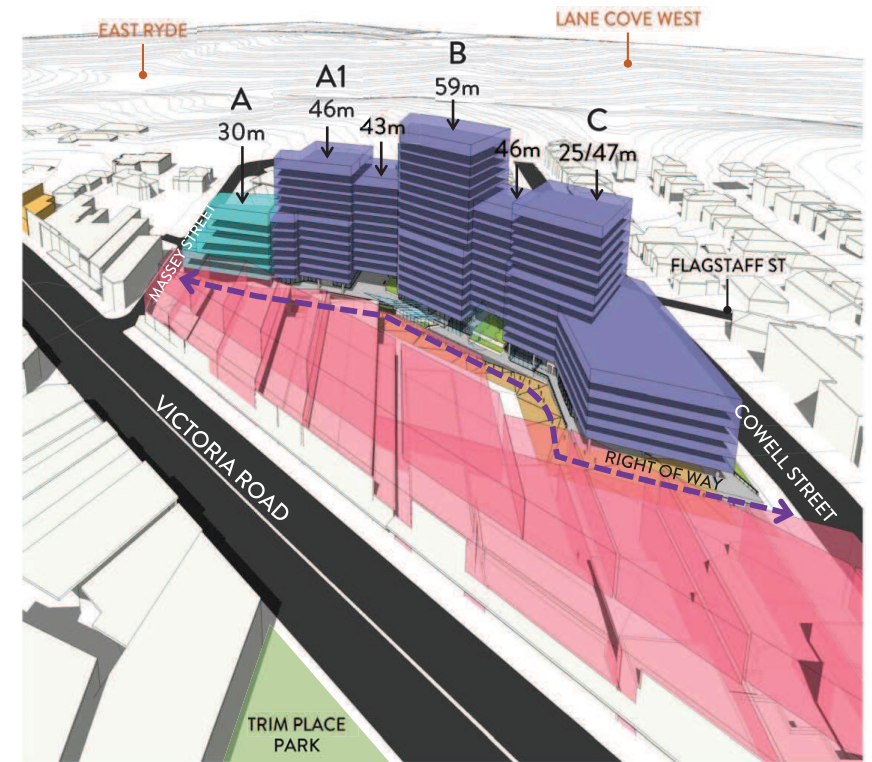 EAST RYDE
LANE COVE WEST
A
30m
A1
46m
43m
B
59m
46m
C
25/47m
MASSEY STREET
FLAGSTAFF ST
VICTORIA ROAD
RIGHT OF WAY
COWELL STREET
TRIM PLACE
PARK